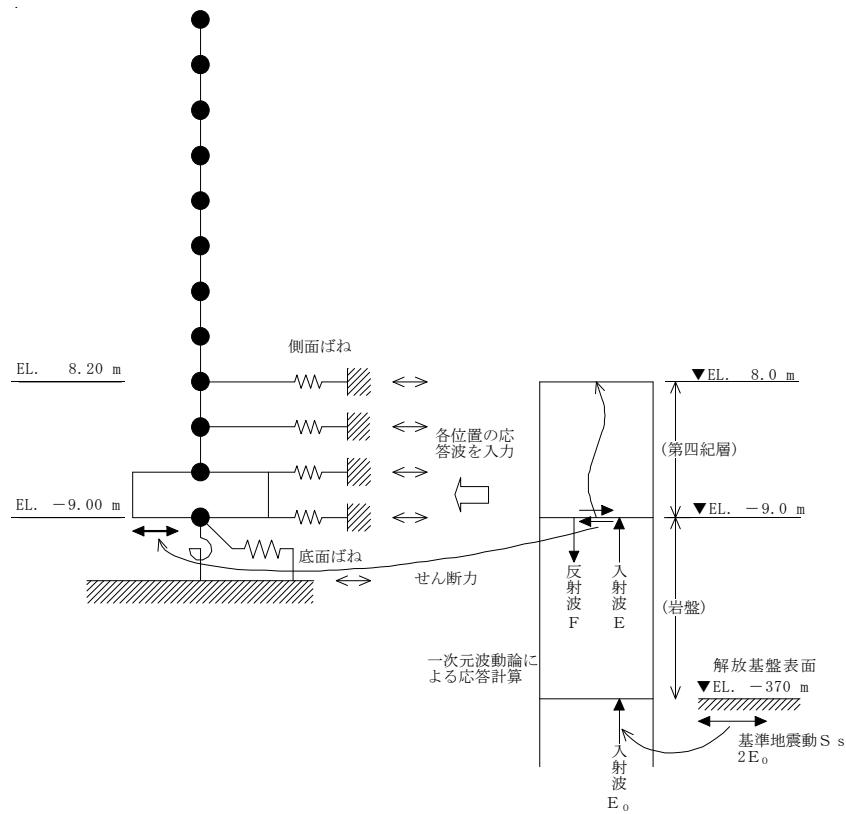 側面ばね
EL. 8.20 m
各位置の応
答波を入力
EL. -9.00 m
底面ばね
せん断力
▼EL. 8.0 m
(第四紀層)
▼EL. -9.0 m
反射波F
入射波E
(岩盤)
一次元波動論に
よる応答計算
解放基盤表面
▼EL. -370 m
基準地震動Ss
2E₀
入射波E₀